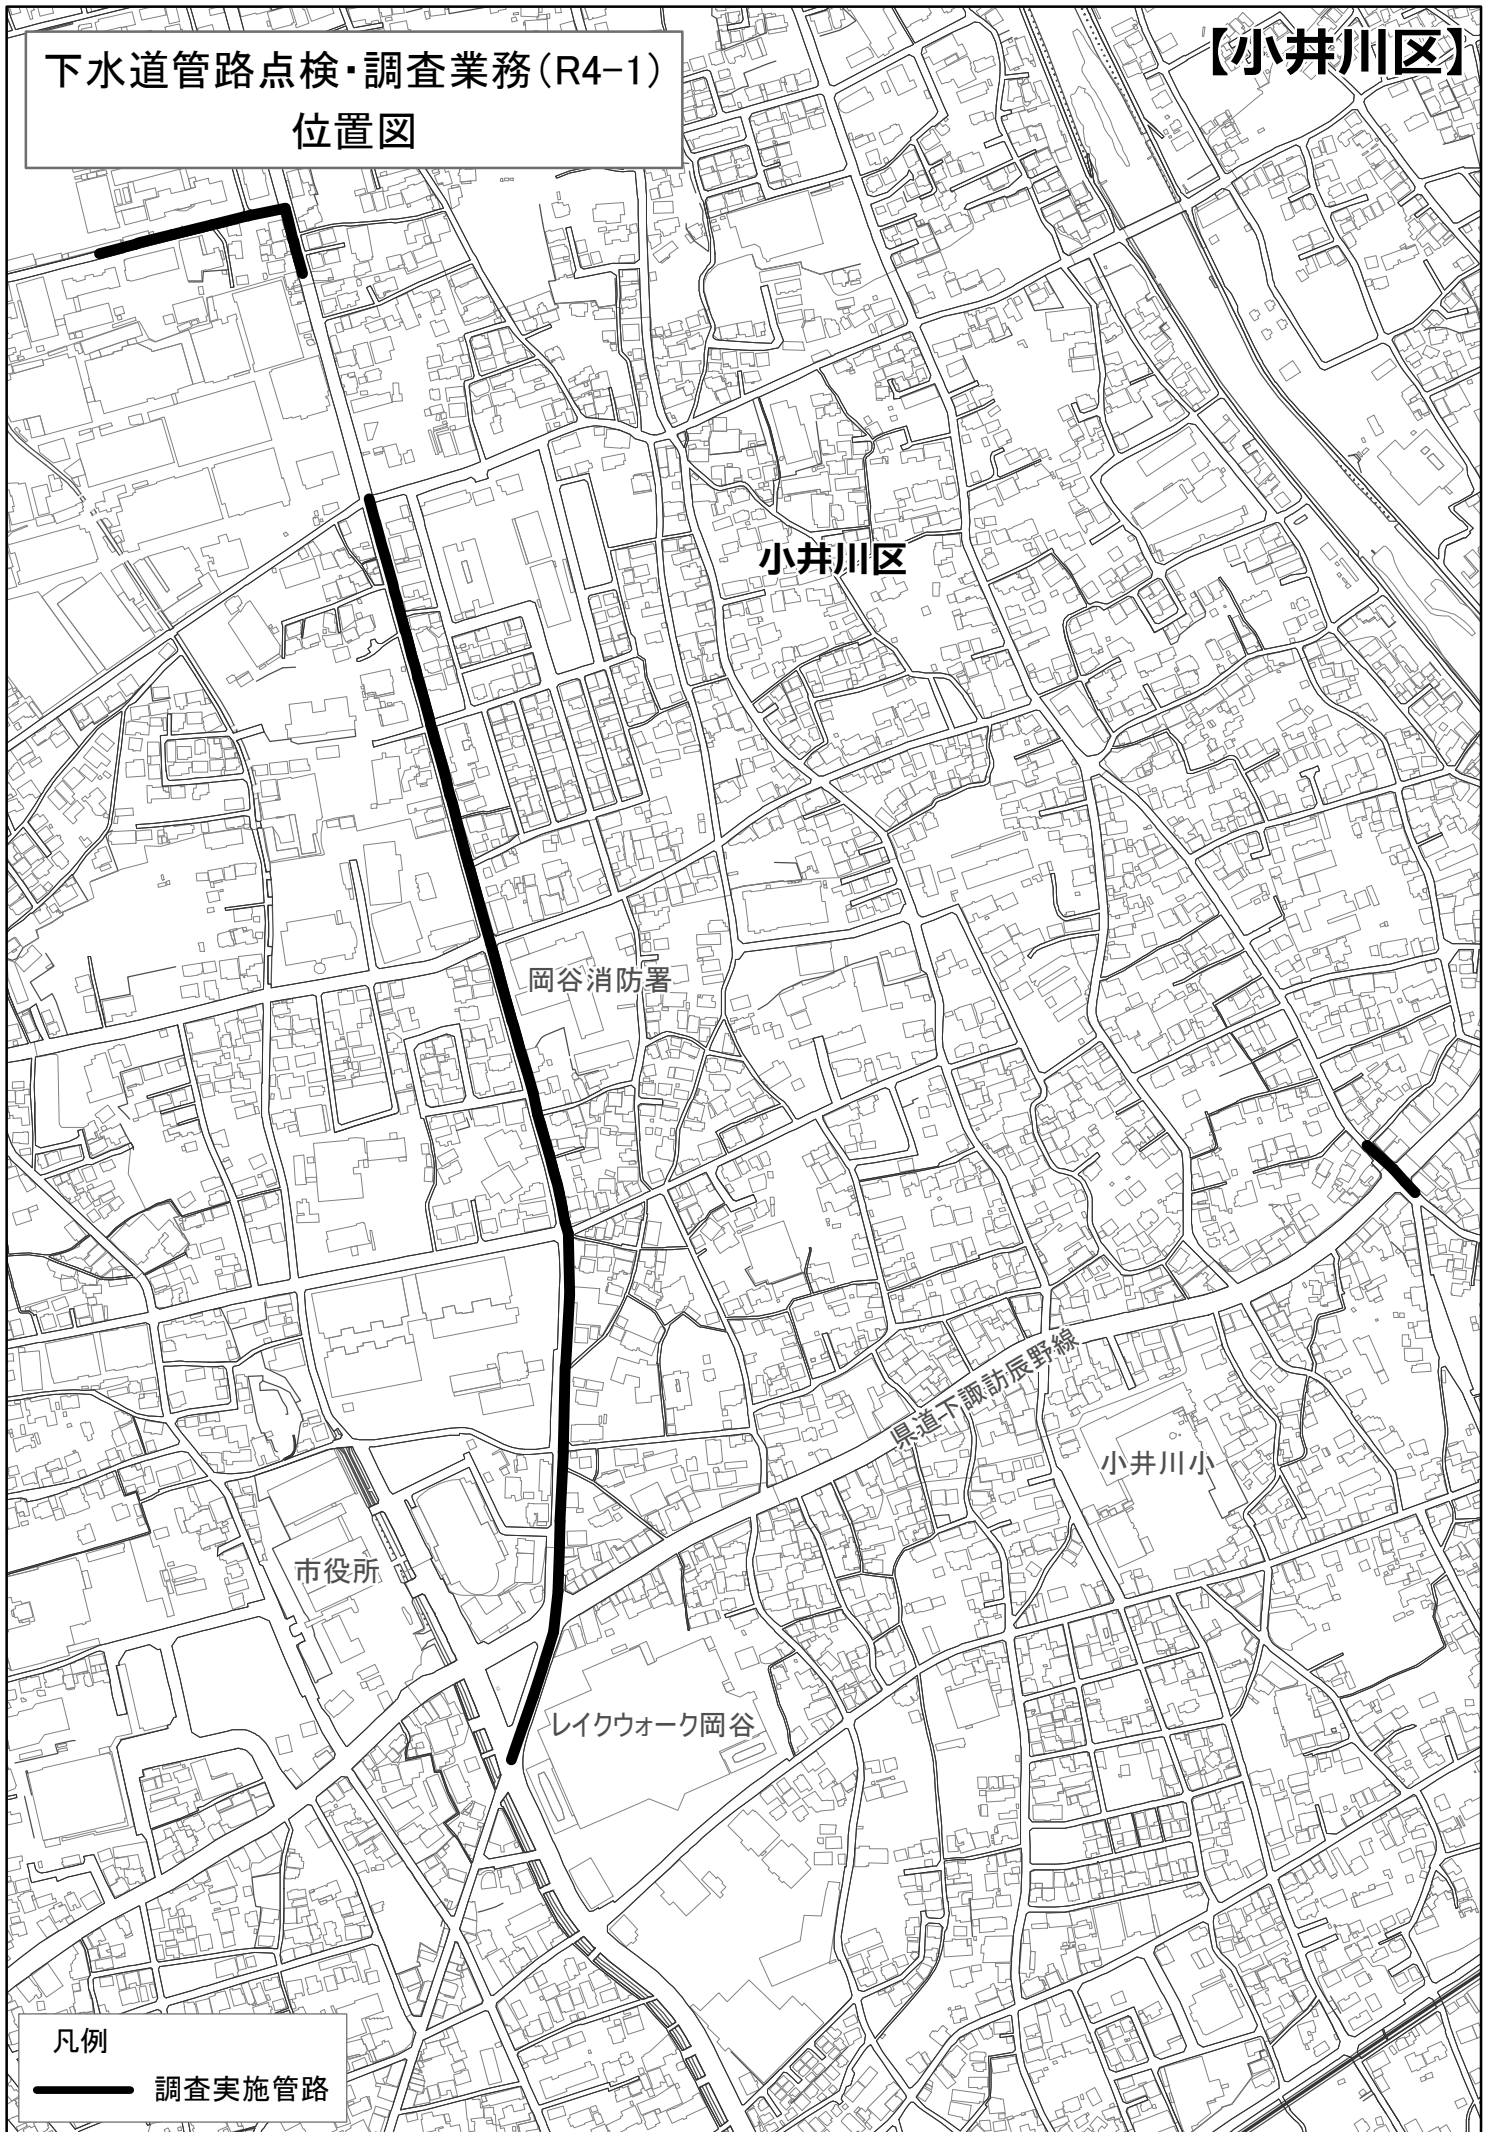 下水道管路点検・調査業務(R4-1)
位置図
【小井川区】
小井川区
岡谷消防署
県道下諏訪辰野線
小井川小
市役所
レイクウォーク岡谷
凡例
調査実施管路